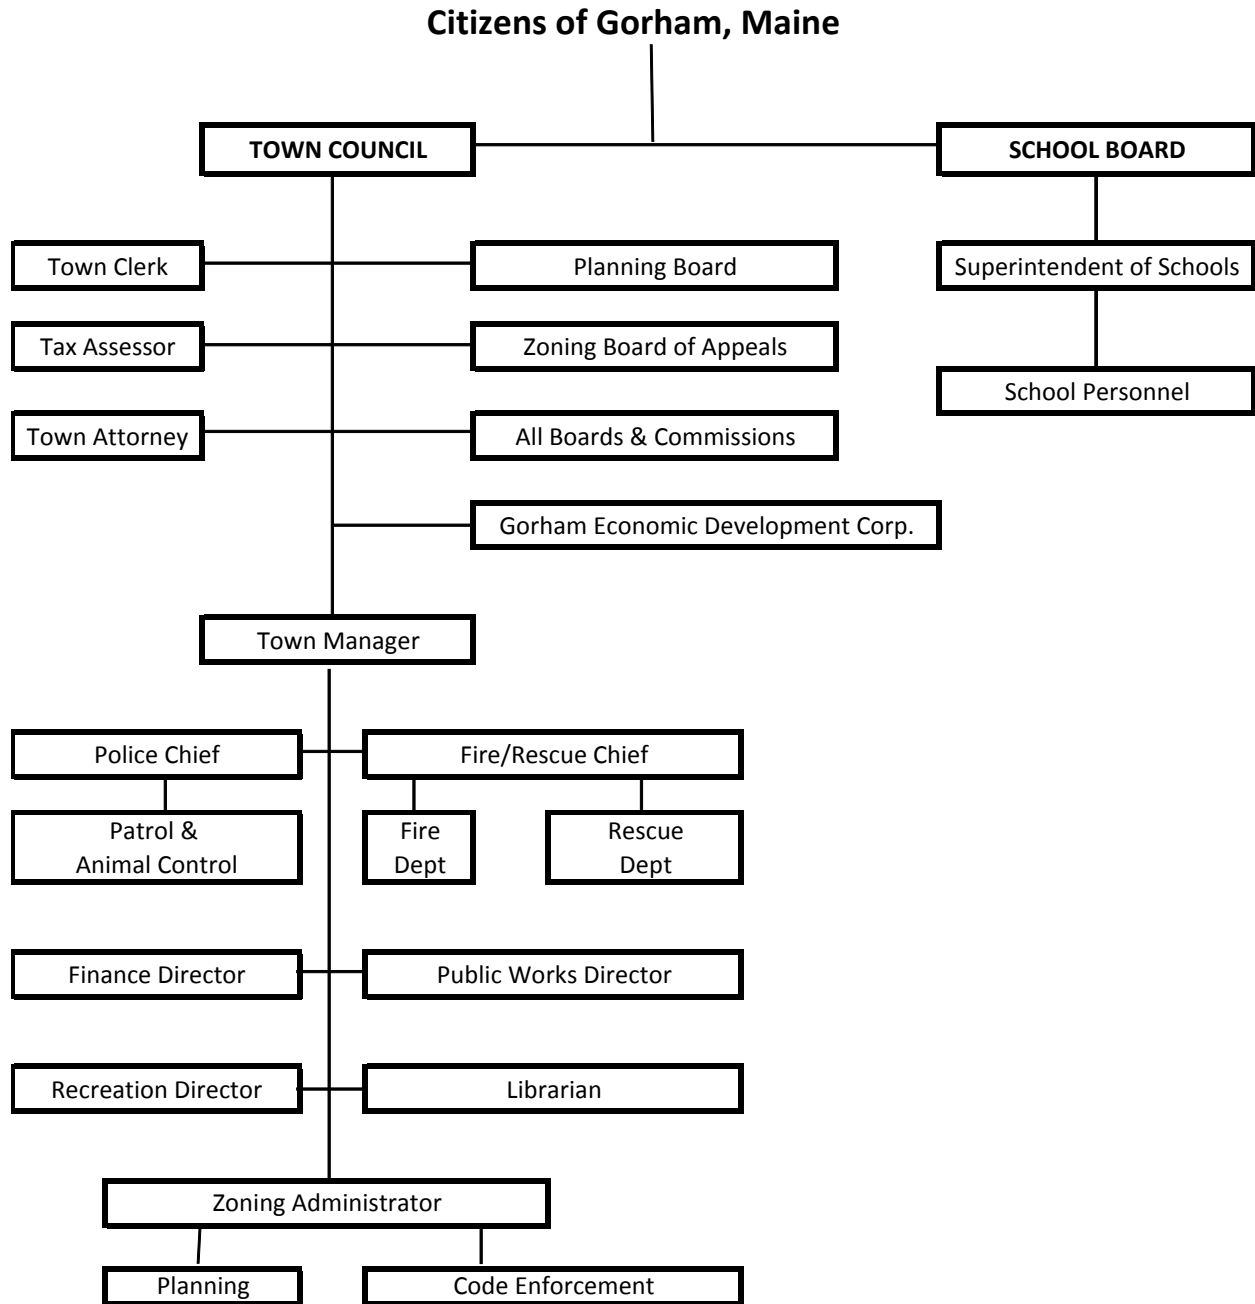 Citizens of Gorham, Maine
TOWN COUNCIL
SCHOOL BOARD
Town Clerk
Planning Board
Superintendent of Schools
Tax Assessor
Zoning Board of Appeals
School Personnel
Town Attorney
All Boards & Commissions
Gorham Economic Development Corp.
Town Manager
Police Chief
Fire/Rescue Chief
Patrol &
Animal Control
Fire
Dept
Rescue
Dept
Finance Director
Public Works Director
Recreation Director
Librarian
Zoning Administrator
Planning
Code Enforcement